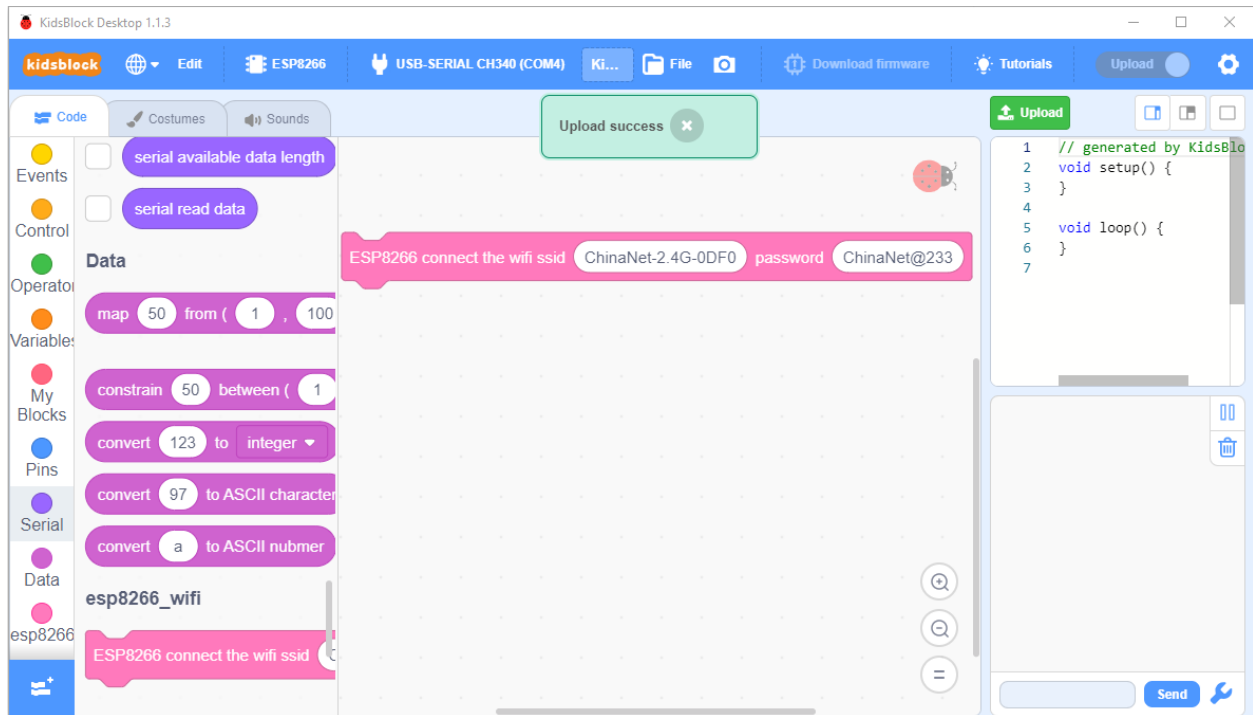 KidsBlock Desktop 1.1.3
kidsblock Edit ESP8266 USB-SERIAL CH340 (COM4) Ki... File Download firmware Tutorials Upload
Code Costumes Sounds
Upload success
Upload
Events
Control
Operator
Variables
My
Blocks
Pins
Serial
Data
esp8266
serial available data length
serial read data
Data
map 50 from ( 1 , 100
constrain 50 between ( 1
convert 123 to integer
convert 97 to ASCII character
convert a to ASCII nubmer
esp8266_wifi
ESP8266 connect the wifi ssid C
ESP8266 connect the wifi ssid ChinaNet-2.4G-0DF0 password ChinaNet@233
1 // generated by KidsBlo
2 void setup() {
3 }
4
5 void loop() {
6 }
7
Send